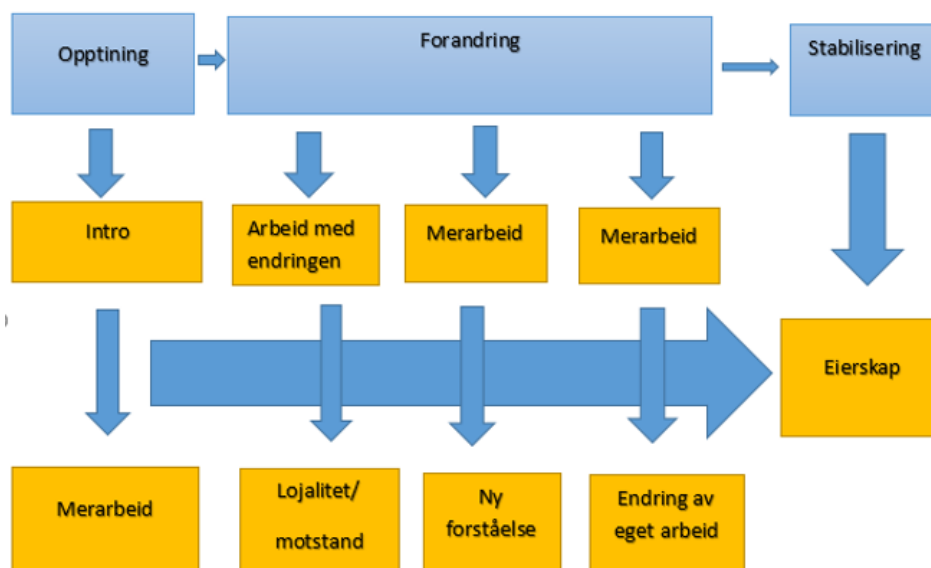 Opptining
Forandring
Stabilisering
Intro
Arbeid med
endringen
Merarbeid
Merarbeid
Eierskap
Merarbeid
Lojalitet/
motstand
Ny
forståelse
Endring av
eget arbeid